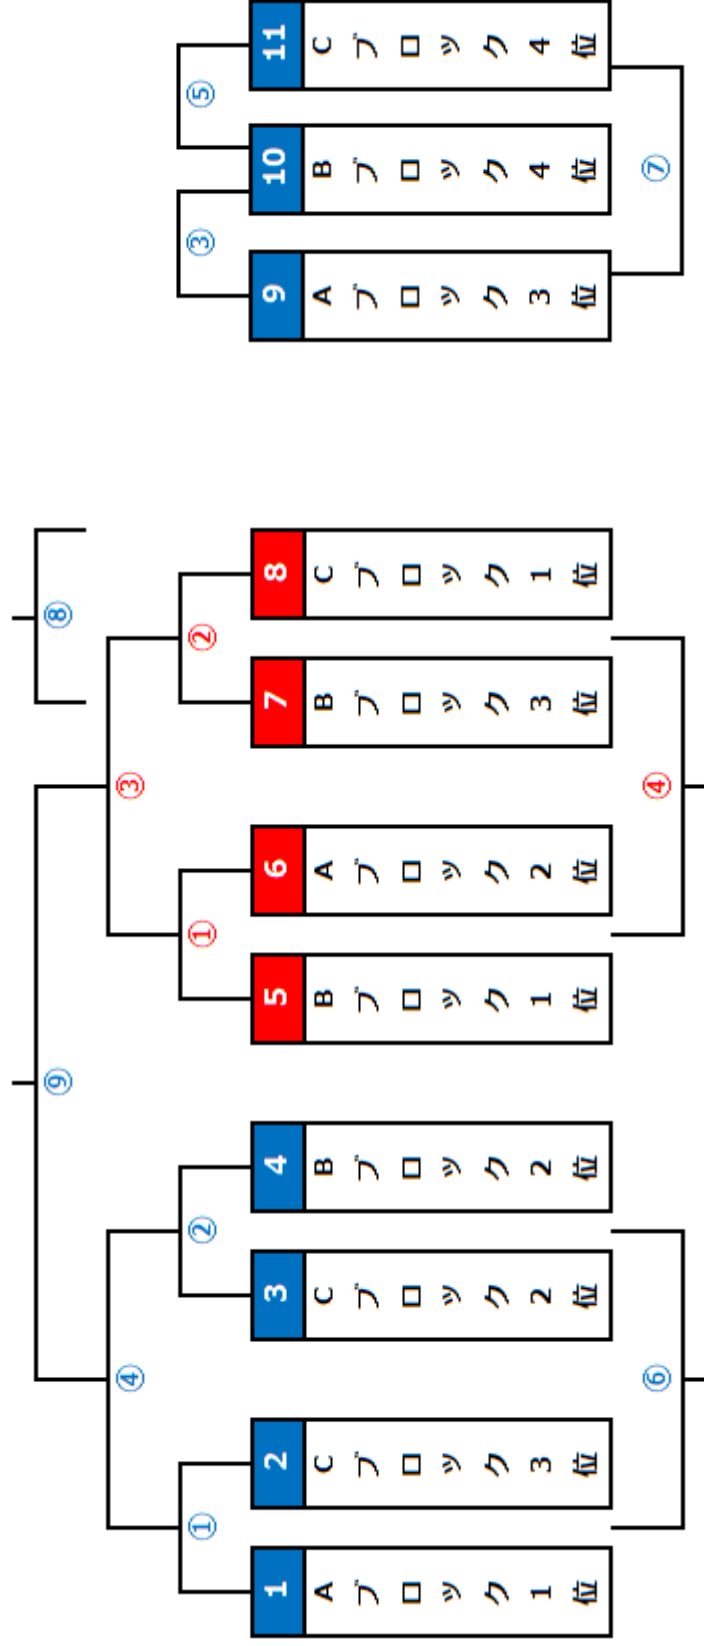 ⑨ ⑧
④ ③
① ② ① ② ③ ⑤
1 2 3 4 5 6 7 8 9 10 11
Aブロック1位
Cブロック3位
Cブロック2位
Bブロック2位
Bブロック1位
Aブロック2位
Bブロック3位
Cブロック1位
Aブロック3位
Bブロック4位
Cブロック4位
⑥ ④ ⑦